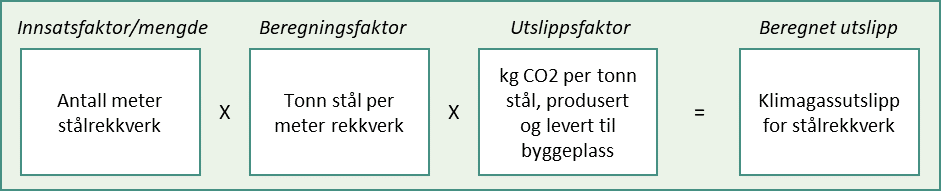 Innsatsfaktor/mengde
Beregningsfaktor
Utslippsfaktor
Beregnet utslipp
Antall meter
stålrekkverk
X
Tonn stål per
meter rekkverk
X
kg CO2 per tonn
stål, produsert
og levert til
byggeplass
=
Klimagassutslipp
for stålrekkverk